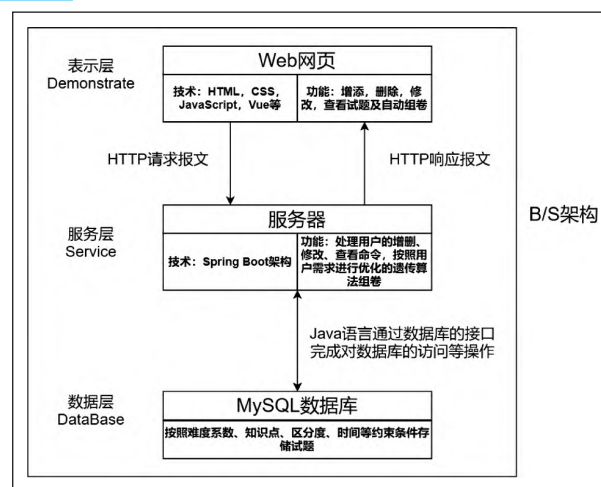 表示层
Demonstrate
Web网页
技术：HTML，CSS，
JavaScript，Vue等
功能：增添，删除，修
改，查看试题及自动组卷
HTTP请求报文
HTTP响应报文
B/S架构
服务层
Service
服务器
技术：Spring Boot架构
功能：处理用户的增删、
修改、查看命令，按照用
户需求进行优化的遗传算
法组卷
Java语言通过数据库的接口
完成对数据库的访问等操作
数据层
DataBase
MySQL数据库
按照难度系数、知识点、区分度、时间等约束条件存
储试题